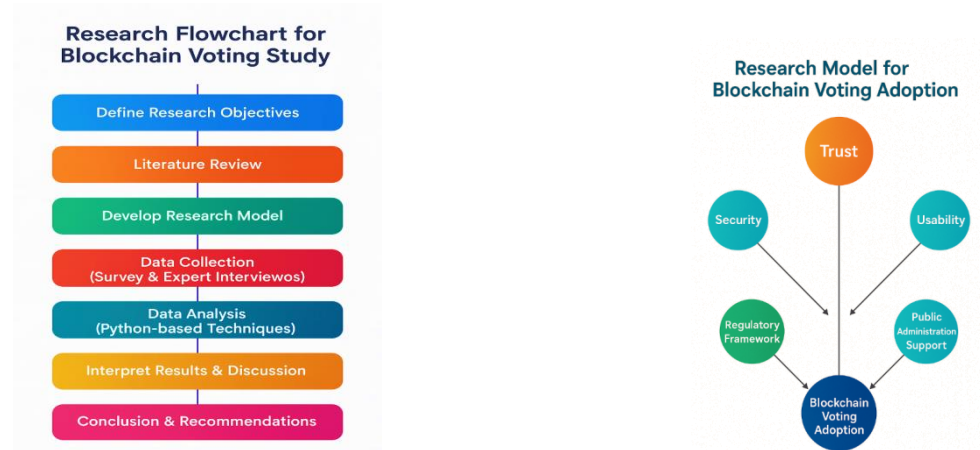 Research Flowchart for
Blockchain Voting Study
Define Research Objectives
Literature Review
Develop Research Model
Data Collection
(Survey & Expert Interviewos)
Data Analysis
(Python-based Techniques)
Interpret Results & Discussion
Conclusion & Recommendations
Research Model for
Blockchain Voting Adoption
Trust
Security
Usability
Regulatory
Framework
Public
Administration
Support
Blockchain
Voting
Adoption